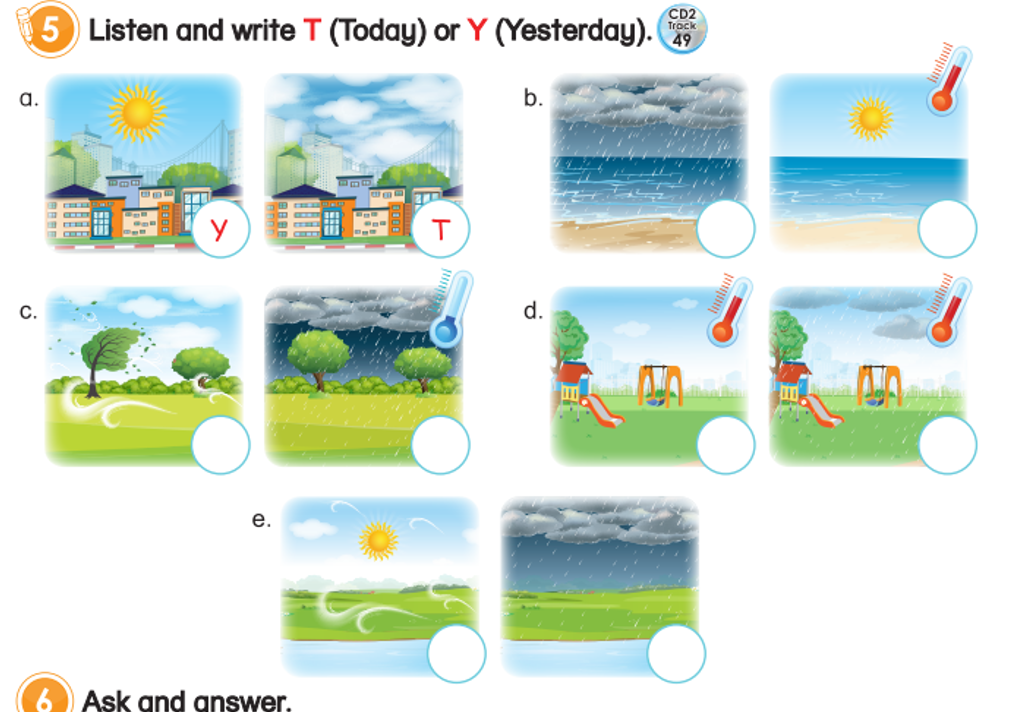 5 Listen and write T (Today) or Y (Yesterday). CD2 Track 49
a. Y T
b.
c.
d.
e.
6 Ask and answer.